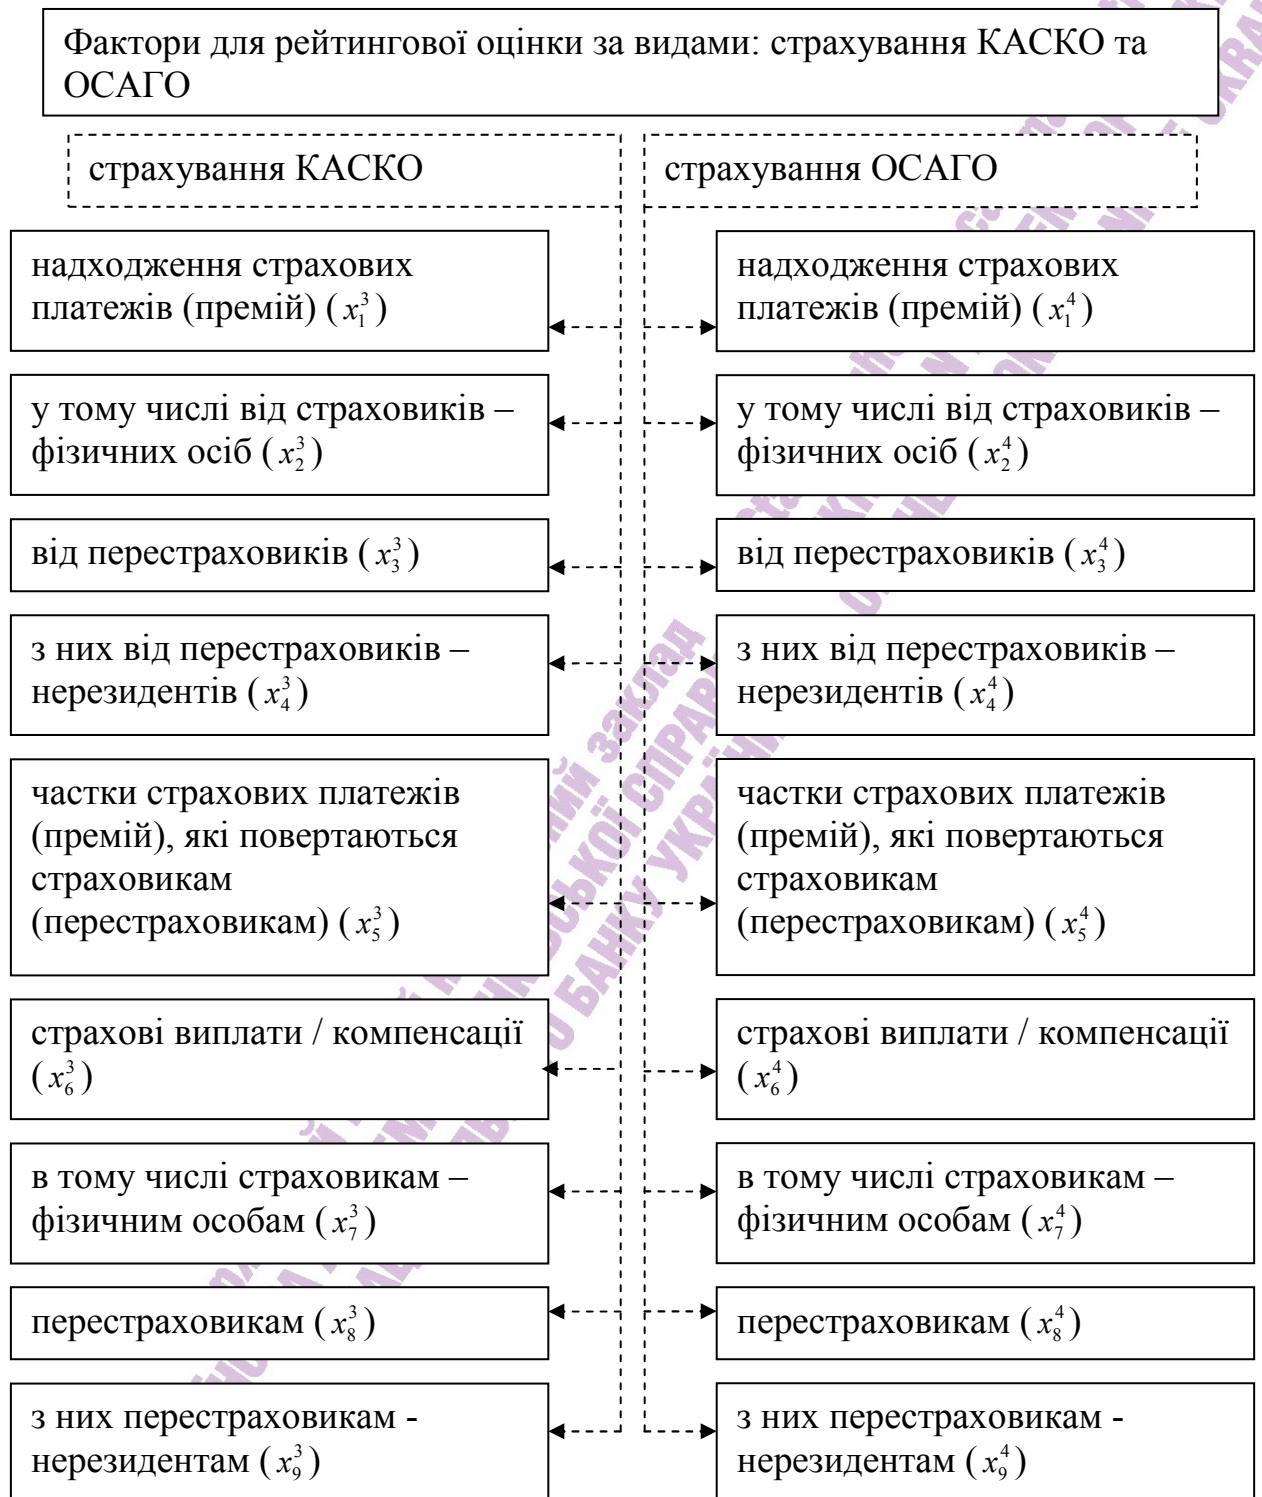 Фактори для рейтингової оцінки за видами: страхування КАСКО та
ОСАГО
страхування КАСКО
страхування ОСАГО
надходження страхових
платежів (премій) (x₁³)
надходження страхових
платежів (премій) (x₁⁴)
у тому числі від страховиків –
фізичних осіб (x₂³)
у тому числі від страховиків –
фізичних осіб (x₂⁴)
від перестраховиків (x₃³)
від перестраховиків (x₃⁴)
з них від перестраховиків –
нерезидентів (x₄³)
з них від перестраховиків –
нерезидентів (x₄⁴)
частки страхових платежів
(премій), які повертаються
страховикам
(перестраховикам) (x₅³)
частки страхових платежів
(премій), які повертаються
страховикам
(перестраховикам) (x₅⁴)
страхові виплати / компенсації
(x₆³)
страхові виплати / компенсації
(x₆⁴)
в тому числі страховикам –
фізичним особам (x₇³)
в тому числі страховикам –
фізичним особам (x₇⁴)
перестраховикам (x₈³)
перестраховикам (x₈⁴)
з них перестраховикам -
нерезидентам (x₉³)
з них перестраховикам -
нерезидентам (x₉⁴)